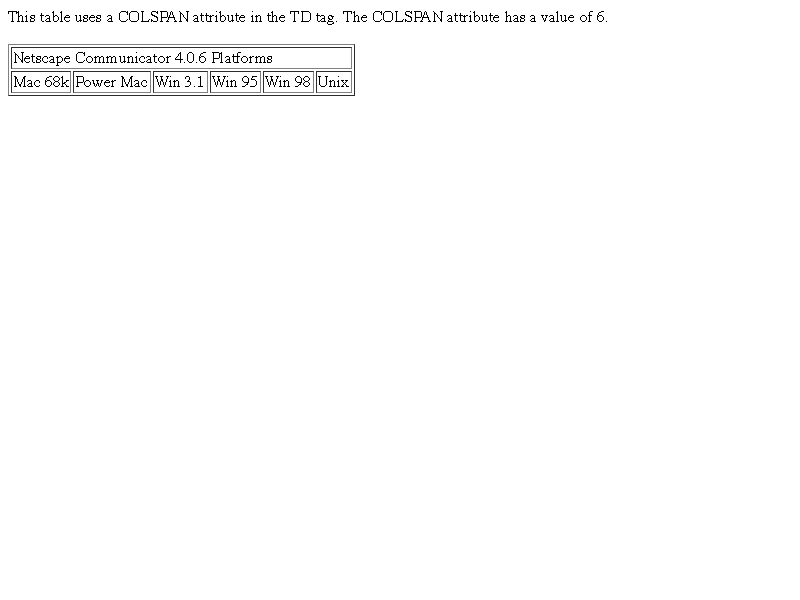 This table uses a COLSPAN attribute in the TD tag. The COLSPAN attribute has a value of 6.
Netscape Communicator 4.0.6 Platforms
Mac 68k Power Mac Win 3.1 Win 95 Win 98 Unix